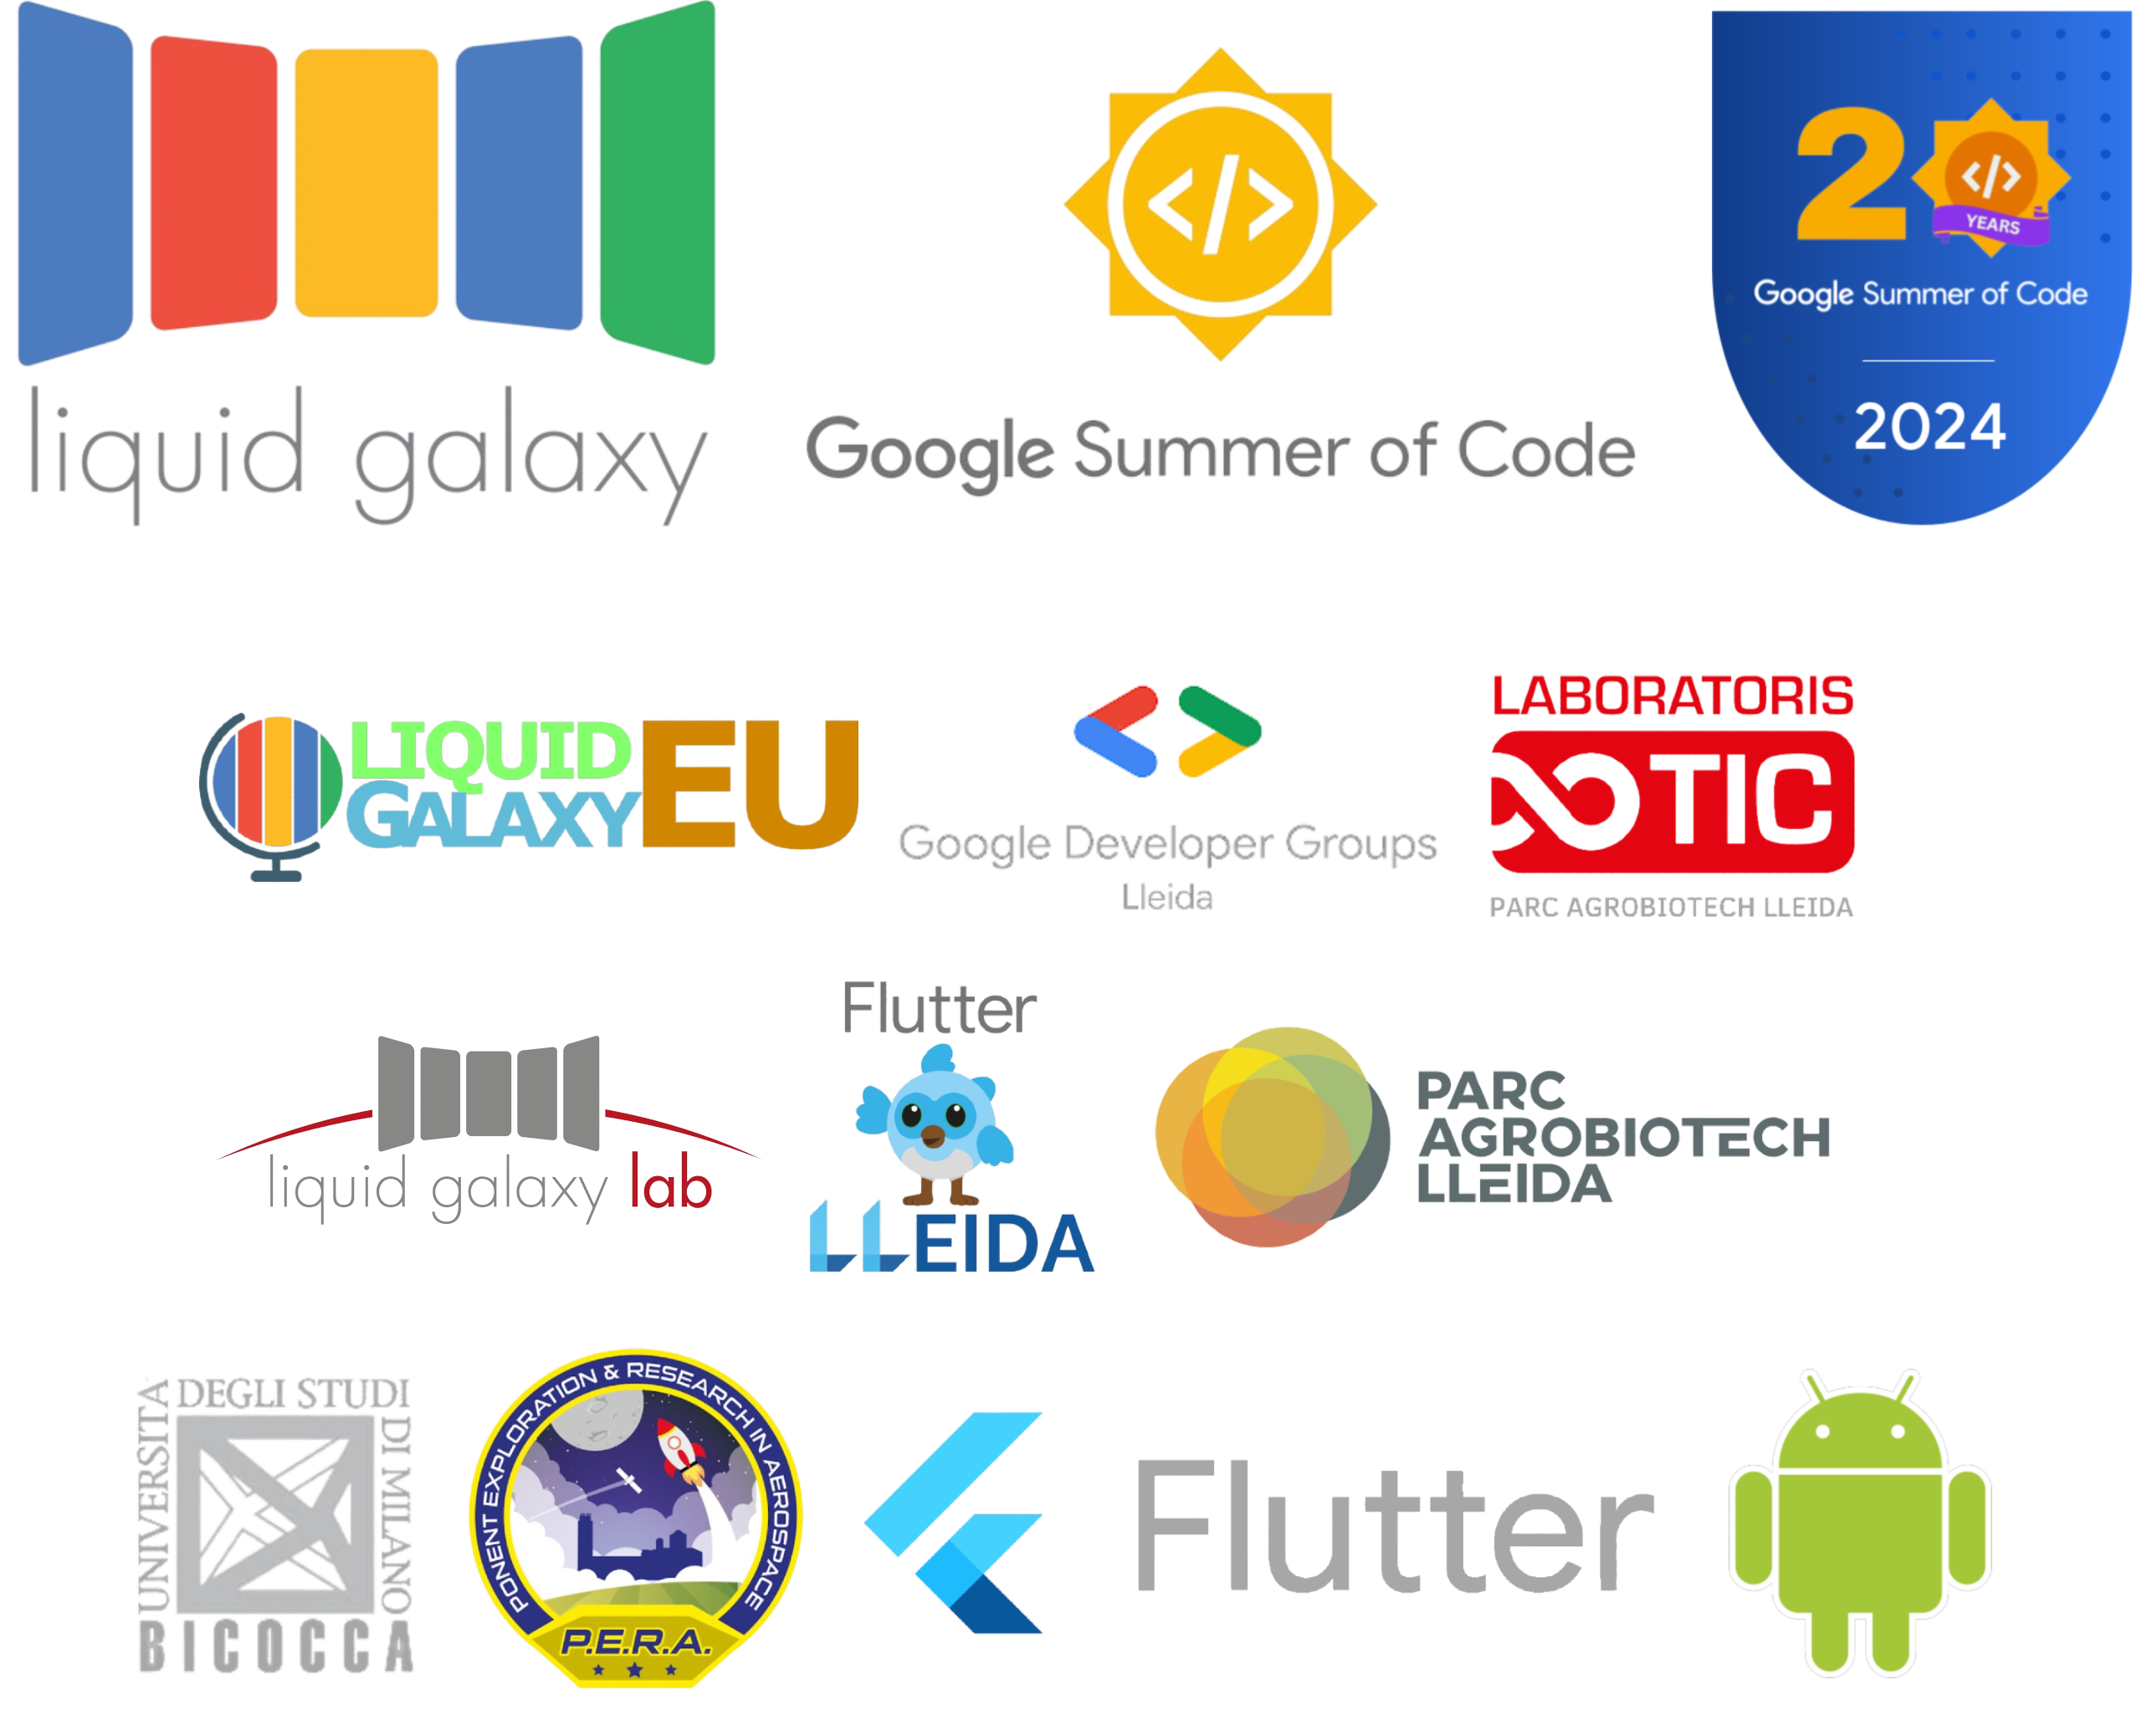 liquid galaxy
</>
Google Summer of Code
20
</>
YEARS
Google Summer of Code
2024
LIQUID
GALAXY EU
Google Developer Groups
Lleida
LABORATORIS
TIC
PARC AGROBIOTECH LLEIDA
liquid galaxy lab
Flutter
LLEIDA
PARC
AGROBIOTECH
LLEIDA
UNIVERSITÀ
DEGLI STUDI
DI MILANO
BICOCCA
PONENT EXPLORATION & RESEARCH IN AEROSPACE
P.E.R.A.
Flutter